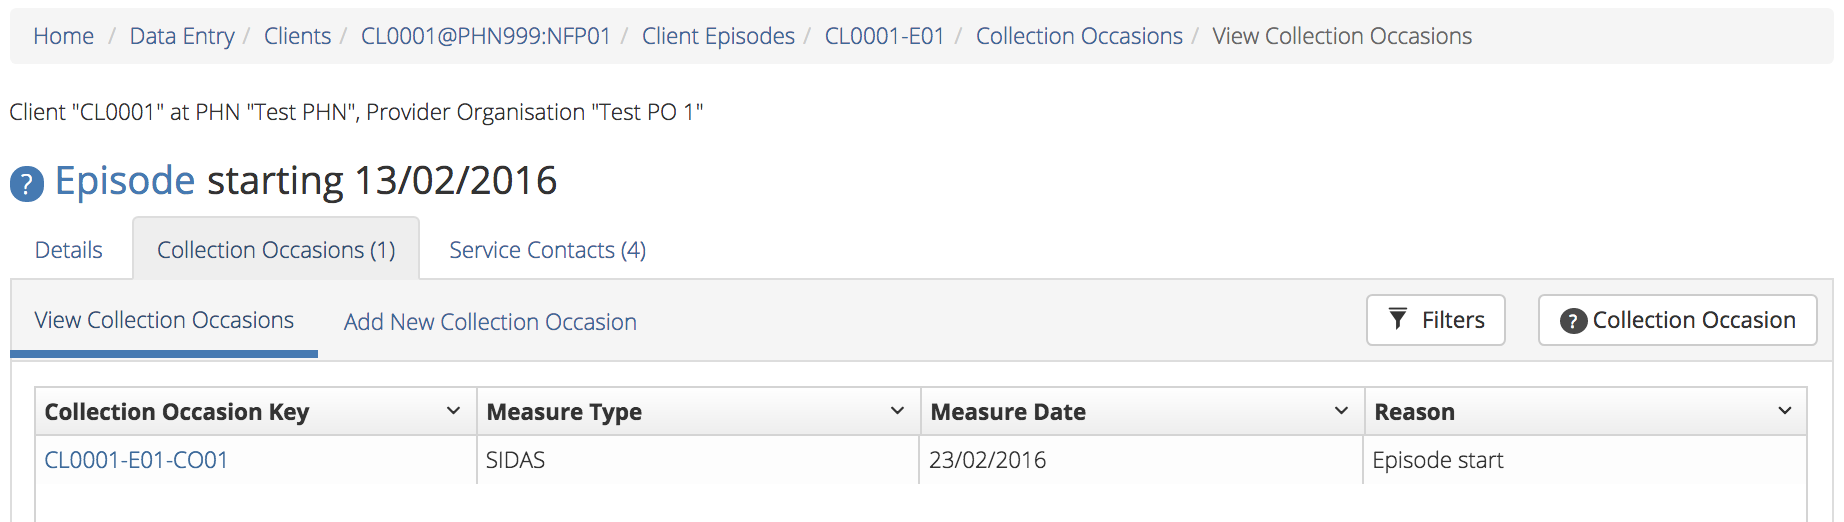 Home / Data Entry / Clients / CL0001@PHN999:NFP01 / Client Episodes / CL0001-E01 / Collection Occasions / View Collection Occasions
Client "CL0001" at PHN "Test PHN", Provider Organisation "Test PO 1"
? Episode starting 13/02/2016
Details Collection Occasions (1) Service Contacts (4)
View Collection Occasions Add New Collection Occasion Filters ? Collection Occasion
Collection Occasion Key Measure Type Measure Date Reason
CL0001-E01-CO01 SIDAS 23/02/2016 Episode start